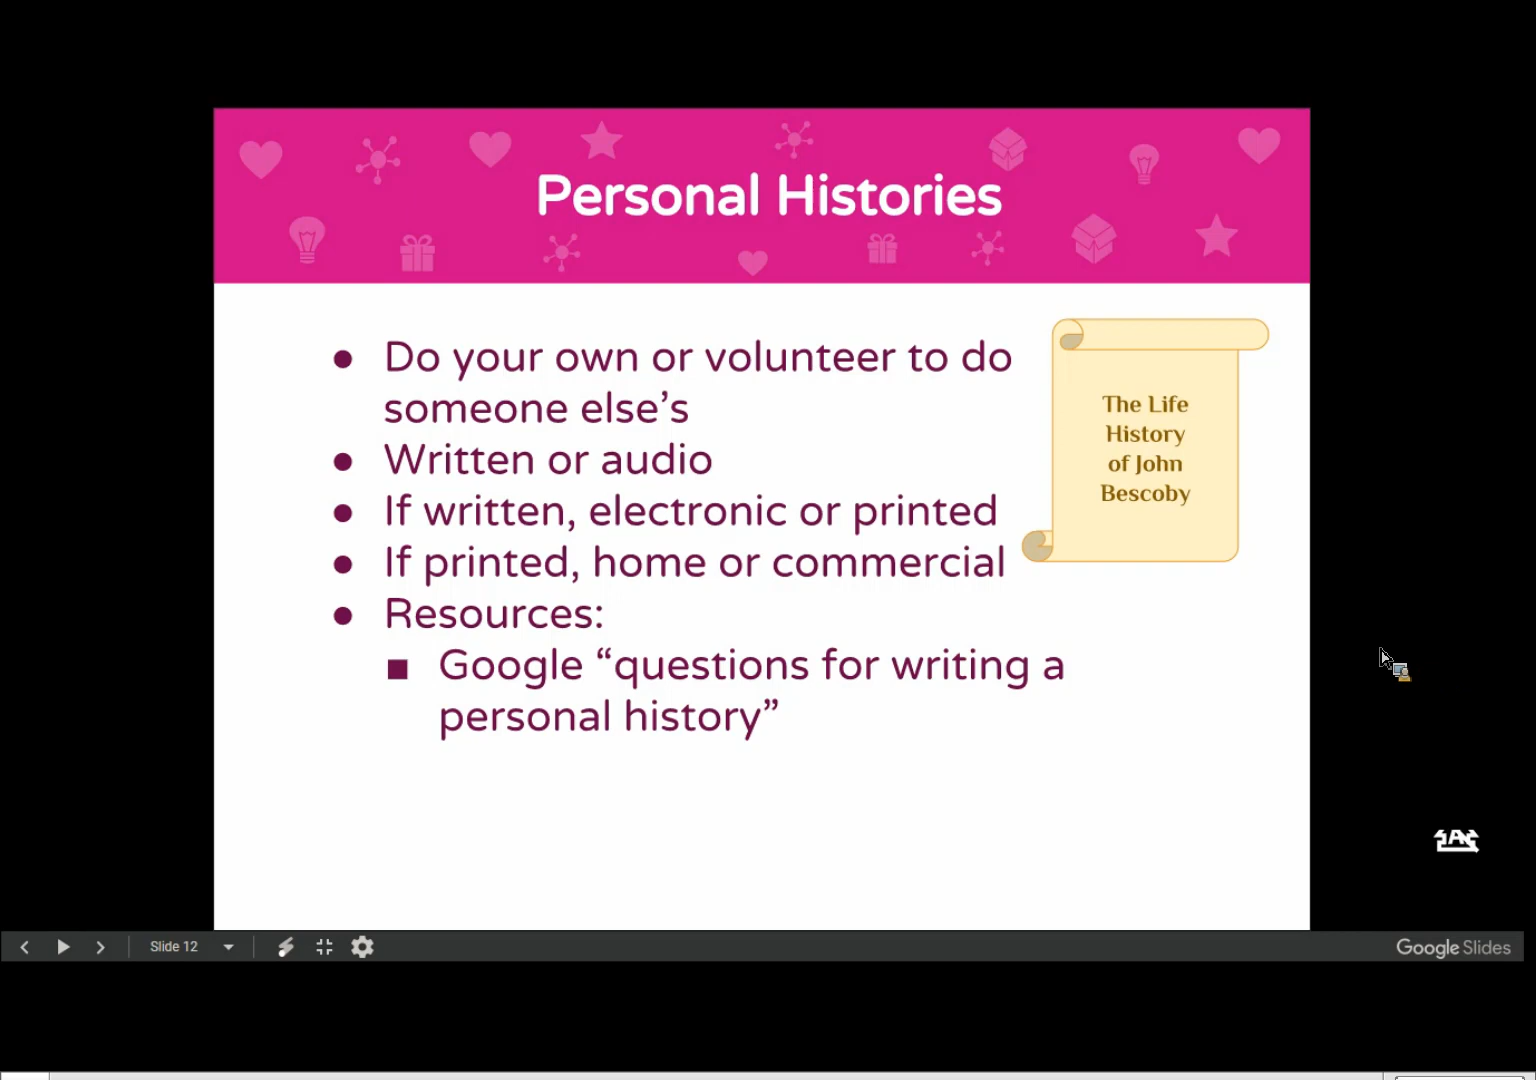 Personal Histories
● Do your own or volunteer to do
someone else’s
● Written or audio
● If written, electronic or printed
● If printed, home or commercial
● Resources:
■ Google “questions for writing a
personal history”
The Life
History
of John
Bescoby
Slide 12
Google Slides